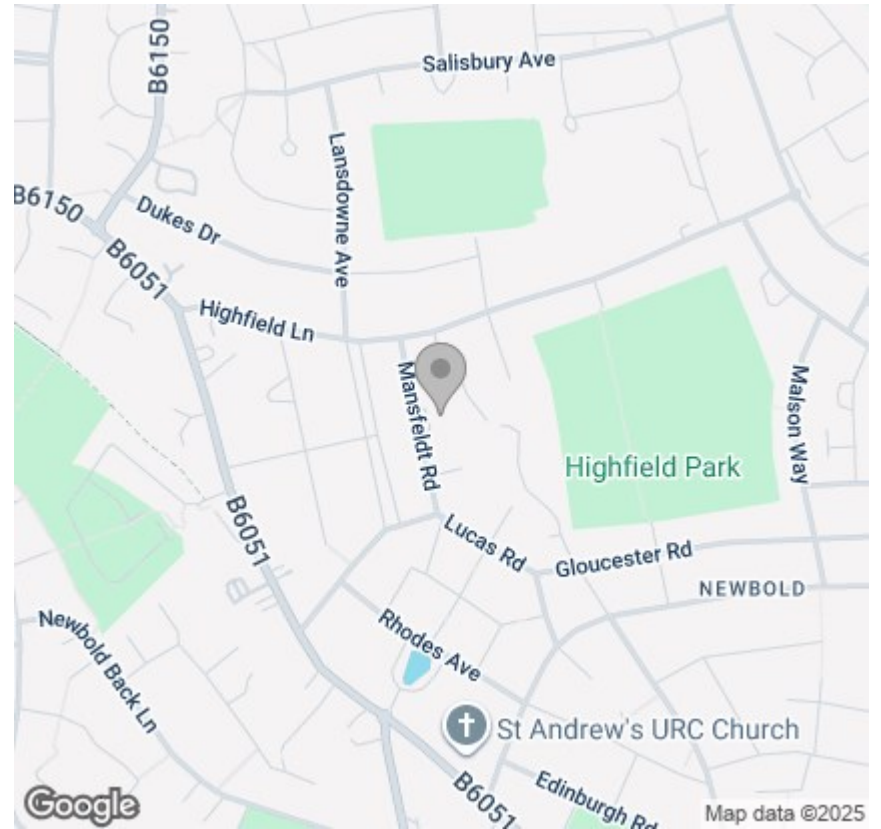 B6150
Salisbury Ave
Lansdowne Ave
B6150
Dukes Dr
B6051
Highfield Ln
Mansfeldt Rd
Malson Way
Highfield Park
B6051
Lucas Rd
Gloucester Rd
NEWBOLD
Newbold Back Ln
Rhodes Ave
St Andrew's URC Church
B6051
Edinburgh Rd
Google
Map data ©2025